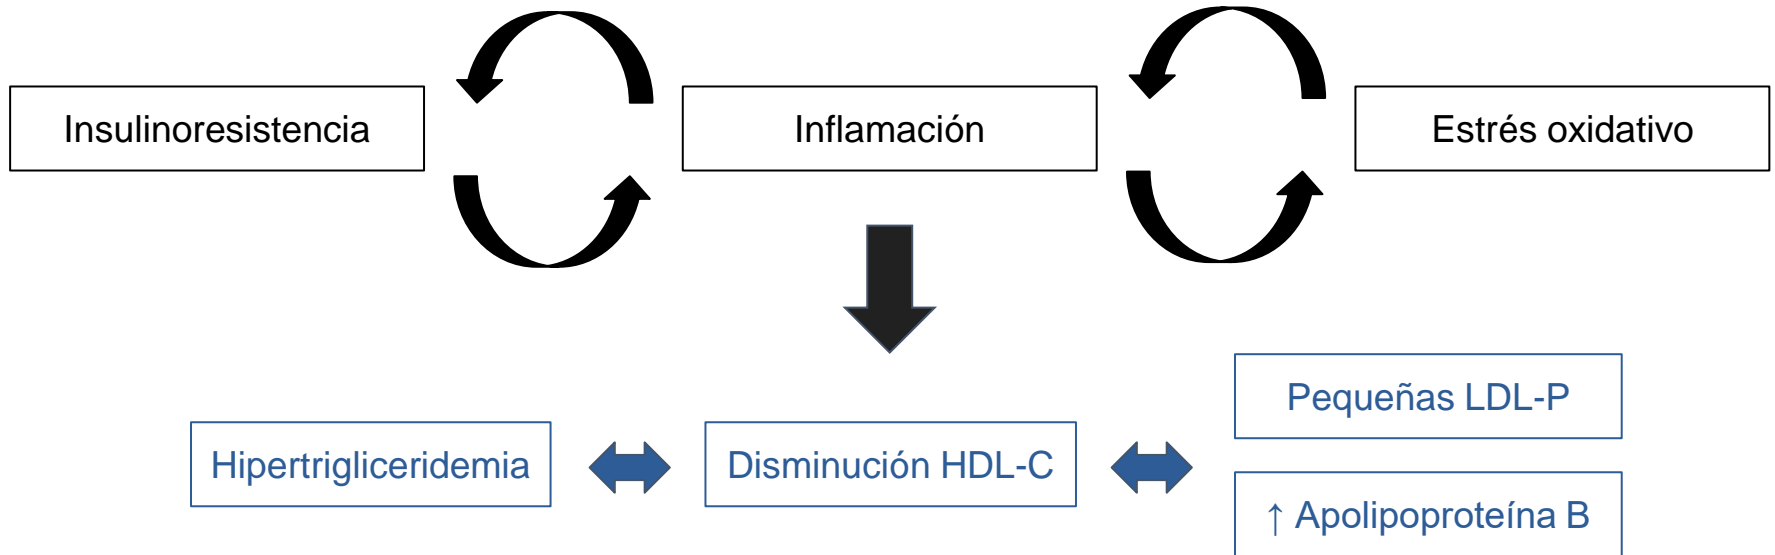 Insulinoresistencia
Inflamación
Estrés oxidativo
Pequeñas LDL-P
Hipertrigliceridemia
Disminución HDL-C
↑ Apolipoproteína B